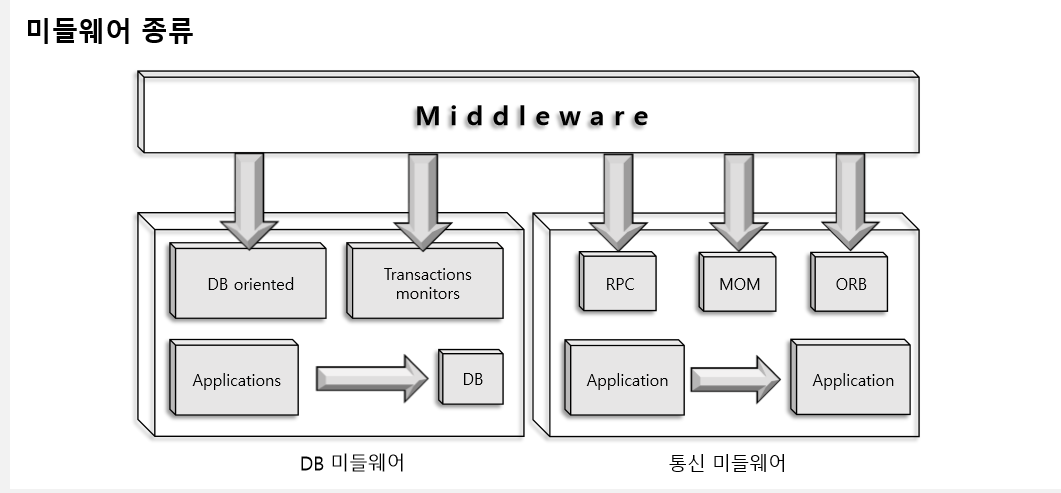 미들웨어 종류
Middleware
DB oriented
Transactions
monitors
RPC
MOM
ORB
Applications
DB
Application
Application
DB 미들웨어
통신 미들웨어